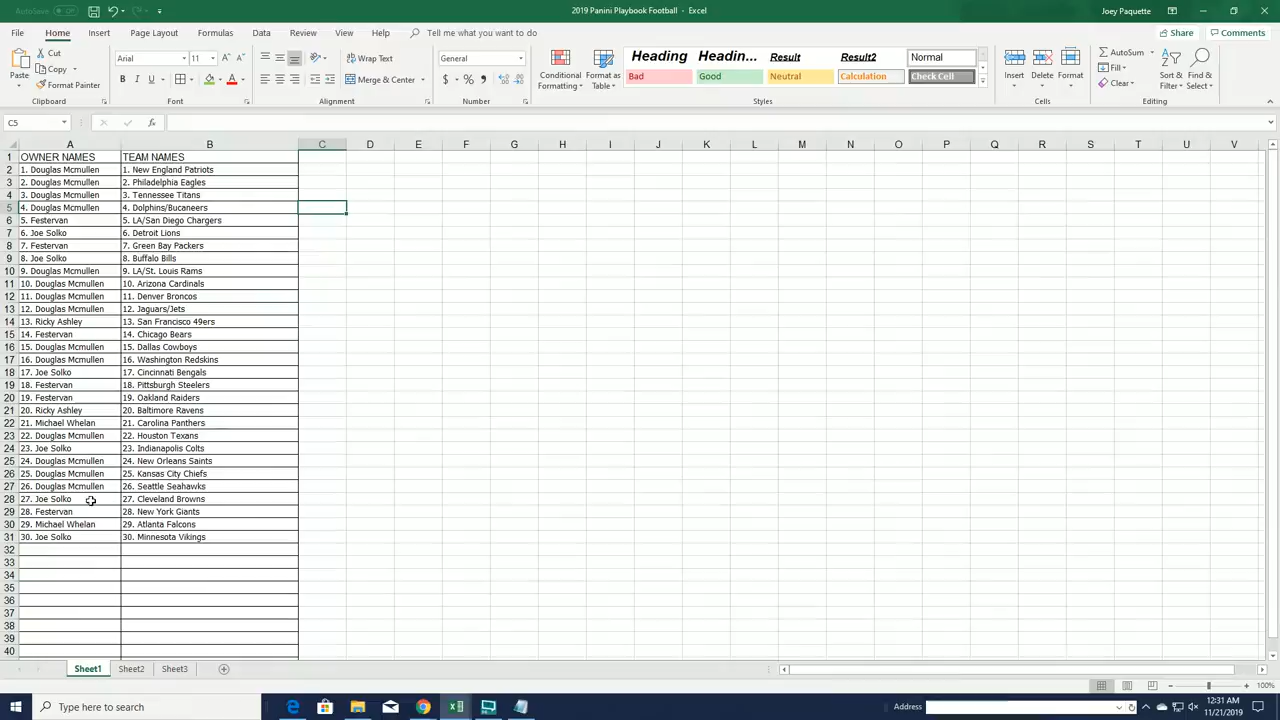 AutoSave Off
2019 Panini Playbook Football - Excel
Joey Paquette
File Home Insert Page Layout Formulas Data Review View Help Tell me what you want to do
Share Comments
Paste
Cut
Copy
Format Painter
Clipboard
Arial 11
B I U
Font
Wrap Text
Merge & Center
Alignment
General
$ % ,
Number
Conditional Formatting
Format as Table
Heading Headin... Result Result2 Normal
Bad Good Neutral Calculation Check Cell
Styles
Insert Delete Format
Cells
AutoSum
Fill
Clear
Sort & Filter
Find & Select
Editing
C5 fx
A B C D E F G H I J K L M N O P Q R S T U V
1 OWNER NAMES TEAM NAMES
2 1. Douglas Mcmullen 1. New England Patriots
3 2. Douglas Mcmullen 2. Philadelphia Eagles
4 3. Douglas Mcmullen 3. Tennessee Titans
5 4. Douglas Mcmullen 4. Dolphins/Bucaneers
6 5. Festervan 5. LA/San Diego Chargers
7 6. Joe Solko 6. Detroit Lions
8 7. Festervan 7. Green Bay Packers
9 8. Joe Solko 8. Buffalo Bills
10 9. Douglas Mcmullen 9. LA/St. Louis Rams
11 10. Douglas Mcmullen 10. Arizona Cardinals
12 11. Douglas Mcmullen 11. Denver Broncos
13 12. Douglas Mcmullen 12. Jaguars/Jets
14 13. Ricky Ashley 13. San Francisco 49ers
15 14. Festervan 14. Chicago Bears
16 15. Douglas Mcmullen 15. Dallas Cowboys
17 16. Douglas Mcmullen 16. Washington Redskins
18 17. Joe Solko 17. Cincinnati Bengals
19 18. Festervan 18. Pittsburgh Steelers
20 19. Festervan 19. Oakland Raiders
21 20. Ricky Ashley 20. Baltimore Ravens
22 21. Michael Whelan 21. Carolina Panthers
23 22. Douglas Mcmullen 22. Houston Texans
24 23. Joe Solko 23. Indianapolis Colts
25 24. Douglas Mcmullen 24. New Orleans Saints
26 25. Douglas Mcmullen 25. Kansas City Chiefs
27 26. Douglas Mcmullen 26. Seattle Seahawks
28 27. Joe Solko 27. Cleveland Browns
29 28. Festervan 28. New York Giants
30 29. Michael Whelan 29. Atlanta Falcons
31 30. Joe Solko 30. Minnesota Vikings
32
33
34
35
36
37
38
39
40
Sheet1 Sheet2 Sheet3
100%
Type here to search
Address
12:31 AM
11/21/2019